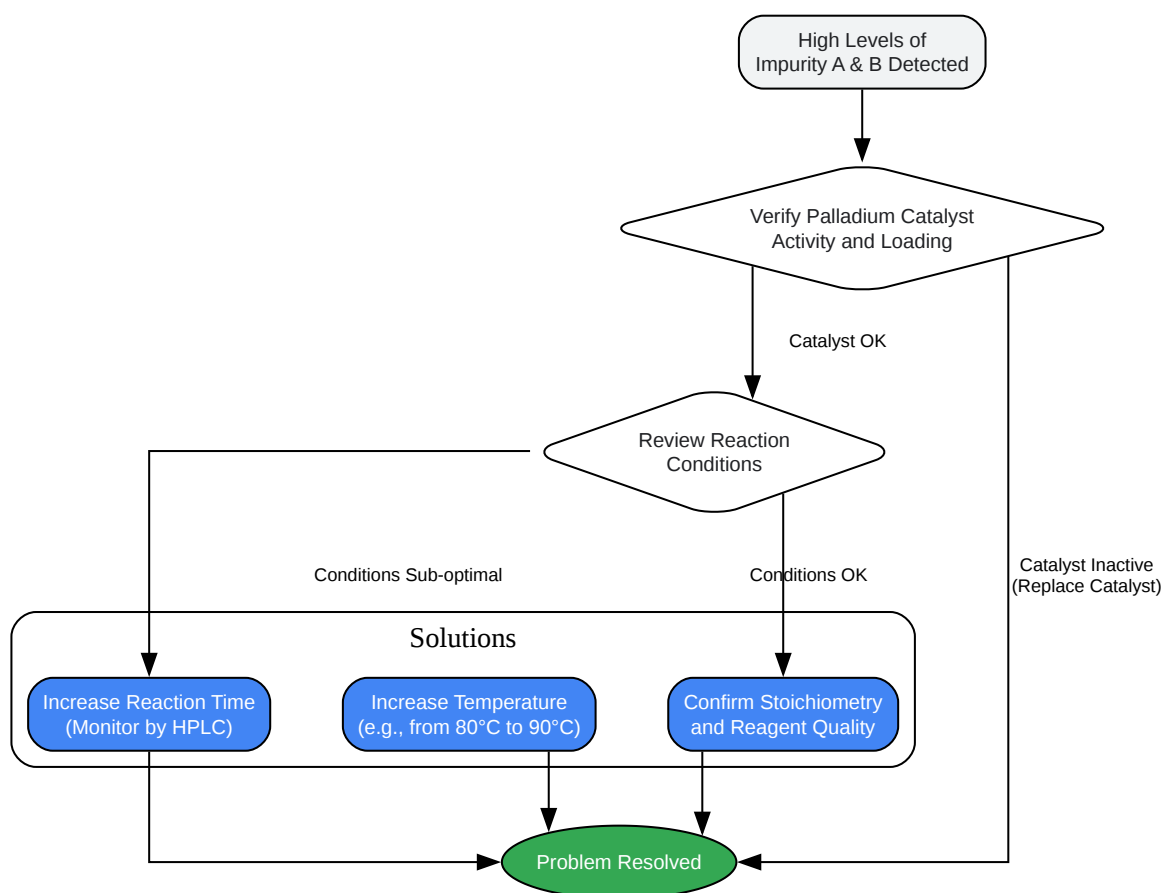 High Levels of
Impurity A & B Detected
Verify Palladium Catalyst
Activity and Loading
Catalyst OK
Review Reaction
Conditions
Conditions Sub-optimal
Conditions OK
Catalyst Inactive
(Replace Catalyst)
Solutions
Increase Reaction Time
(Monitor by HPLC)
Increase Temperature
(e.g., from 80°C to 90°C)
Confirm Stoichiometry
and Reagent Quality
Problem Resolved